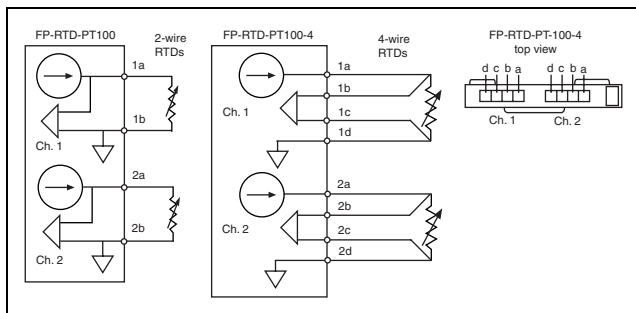 FP-RTD-PT100
2-wire
RTDs
1a
1b
Ch. 1
2a
2b
Ch. 2
FP-RTD-PT100-4
4-wire
RTDs
1a
1b
1c
1d
Ch. 1
2a
2b
2c
2d
Ch. 2
FP-RTD-PT-100-4
top view
d c b a d c b a
Ch. 1 Ch. 2